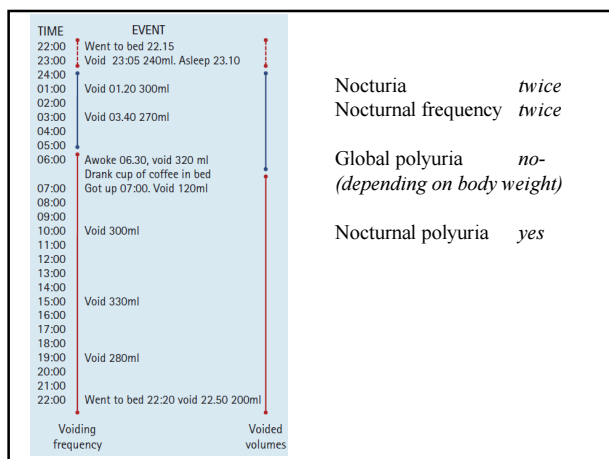 TIME EVENT
22:00 Went to bed 22.15
23:00 Void 23:05 240ml. Asleep 23.10
24:00
01:00 Void 01.20 300ml
02:00
03:00 Void 03.40 270ml
04:00
05:00
06:00 Awoke 06.30, void 320 ml
Drank cup of coffee in bed
07:00 Got up 07:00. Void 120ml
08:00
09:00
10:00 Void 300ml
11:00
12:00
13:00
14:00
15:00 Void 330ml
16:00
17:00
18:00
19:00 Void 280ml
20:00
21:00
22:00 Went to bed 22:20 void 22.50 200ml
Voiding frequency
Voided volumes
Nocturia twice
Nocturnal frequency twice
Global polyuria no-
(depending on body weight)
Nocturnal polyuria yes